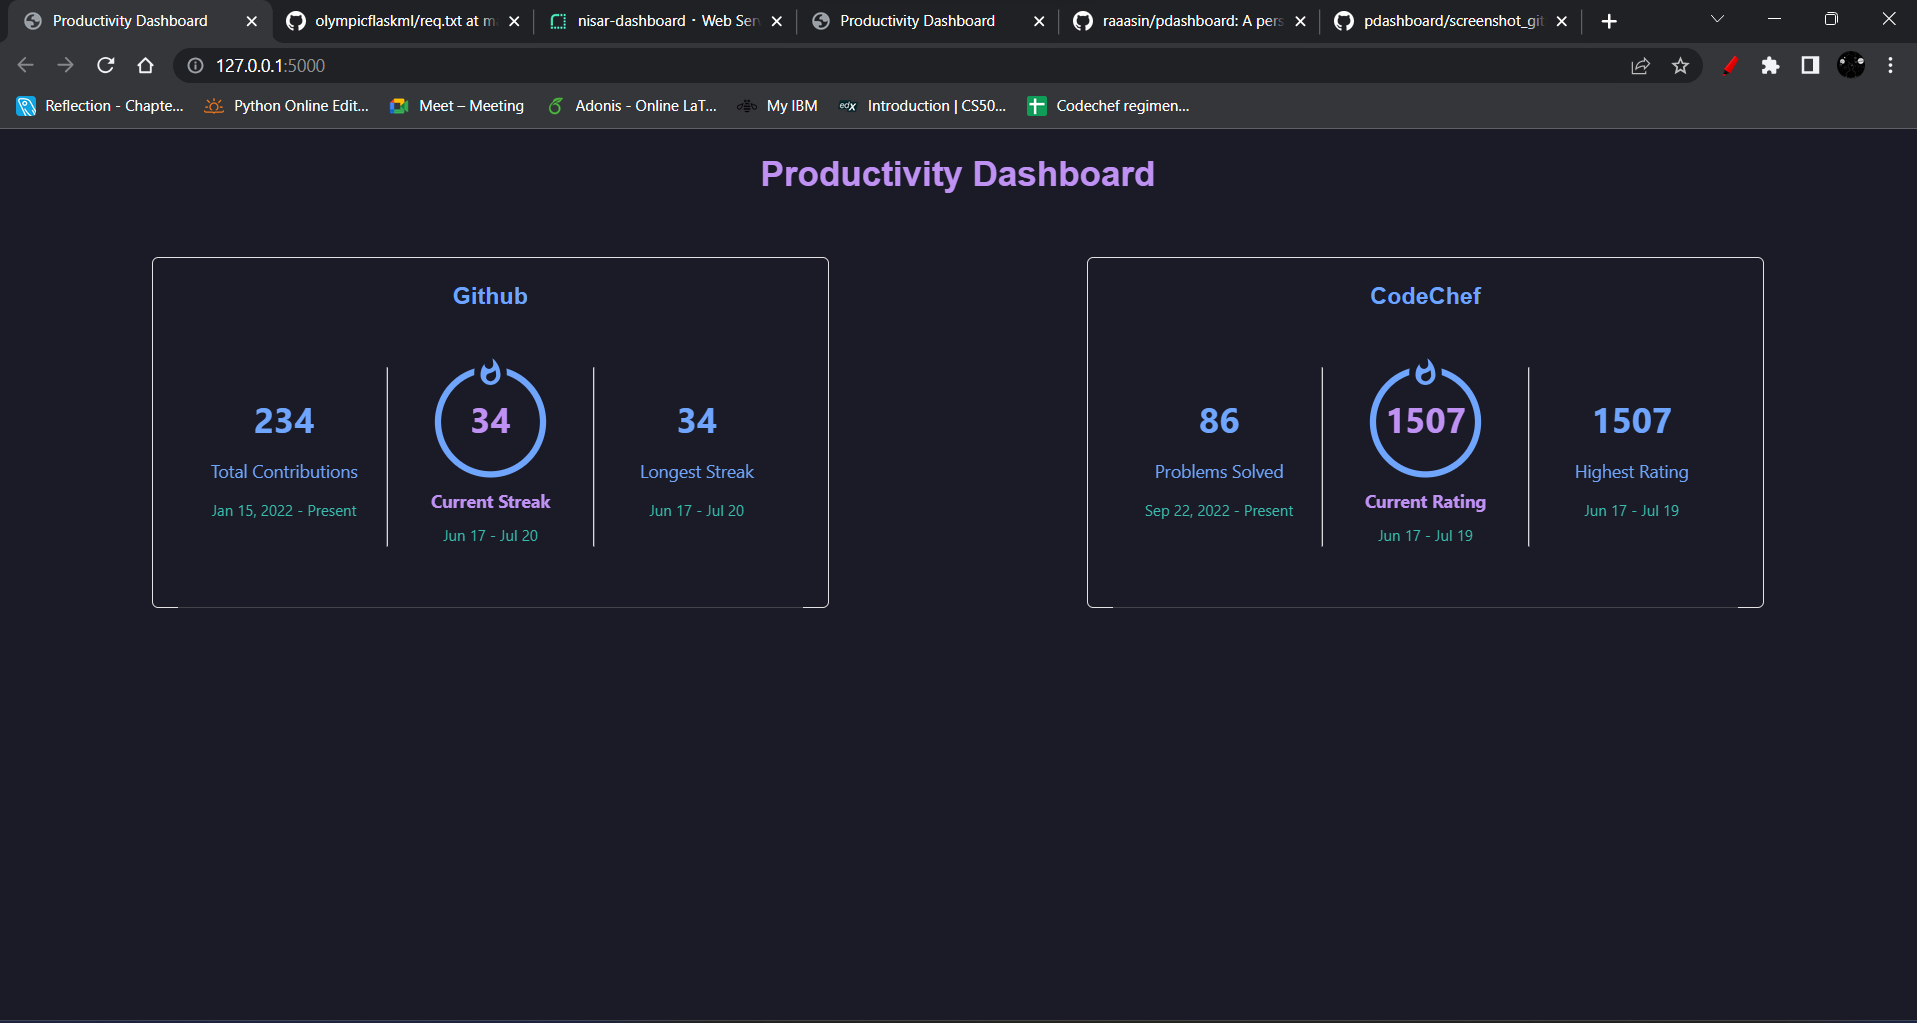 Productivity Dashboard
olympicflaskml/req.txt at m
nisar-dashboard · Web Ser
Productivity Dashboard
raaasin/pdashboard: A pers
pdashboard/screenshot_git
127.0.0.1:5000
Reflection - Chapte...
Python Online Edit...
Meet – Meeting
Adonis - Online LaT...
My IBM
edX
Introduction | CS50...
Codechef regimen...
Productivity Dashboard
Github
234
Total Contributions
Jan 15, 2022 - Present
34
Current Streak
Jun 17 - Jul 20
34
Longest Streak
Jun 17 - Jul 20
CodeChef
86
Problems Solved
Sep 22, 2022 - Present
1507
Current Rating
Jun 17 - Jul 19
1507
Highest Rating
Jun 17 - Jul 19